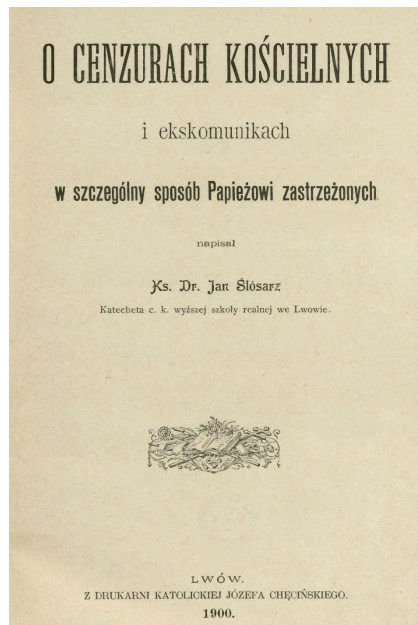 O CENZURACH KOŚCIELNYCH
i ekskomunikach
w szczególny sposób Papieżowi zastrzeżonych.
napisał
Ks. Dr. Jan Ślósarz
Katecheta c. k. wyższej szkoły realnej we Lwowie.
LWÓW.
Z DRUKARNI KATOLICKIEJ JÓZEFA CHĘCIŃSKIEGO.
1900.